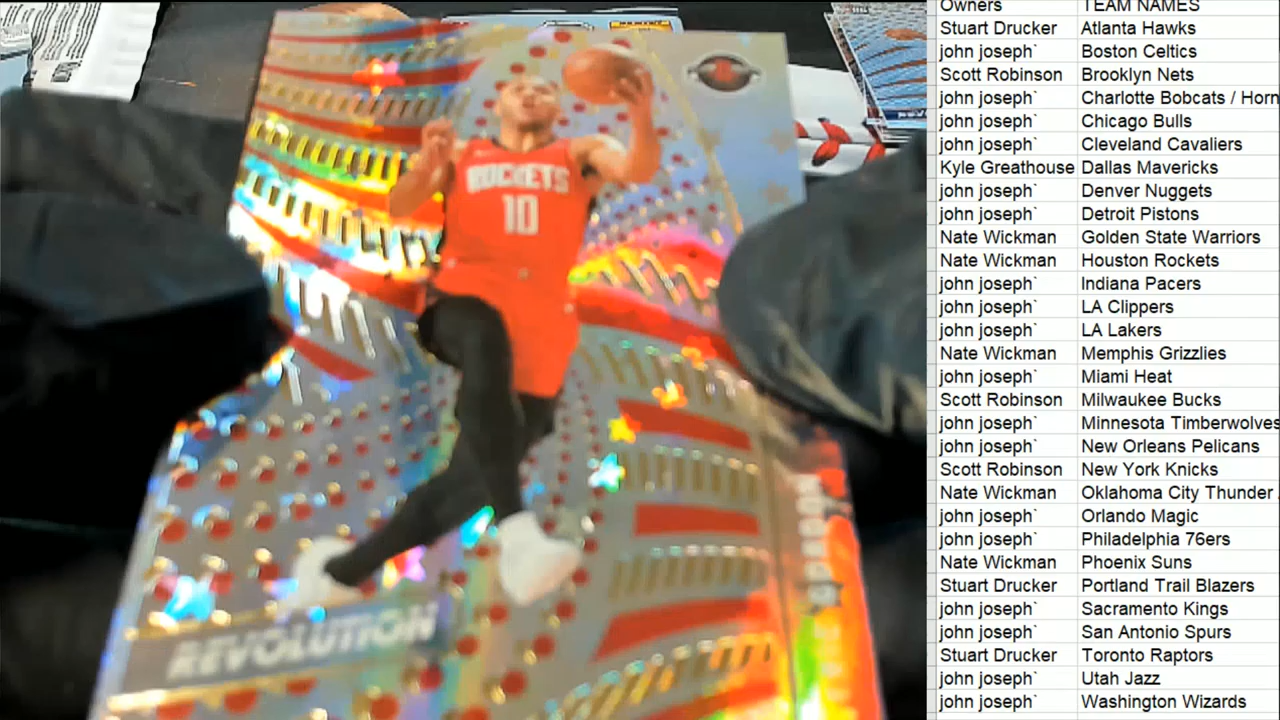 ROCKETS
10
REVOLUTION
Owners TEAM NAMES
Stuart Drucker Atlanta Hawks
john joseph` Boston Celtics
Scott Robinson Brooklyn Nets
john joseph` Charlotte Bobcats / Horn
john joseph` Chicago Bulls
john joseph` Cleveland Cavaliers
Kyle Greathouse Dallas Mavericks
john joseph` Denver Nuggets
john joseph` Detroit Pistons
Nate Wickman Golden State Warriors
Nate Wickman Houston Rockets
john joseph` Indiana Pacers
john joseph` LA Clippers
john joseph` LA Lakers
Nate Wickman Memphis Grizzlies
john joseph` Miami Heat
Scott Robinson Milwaukee Bucks
john joseph` Minnesota Timberwolves
john joseph` New Orleans Pelicans
Scott Robinson New York Knicks
Nate Wickman Oklahoma City Thunder
john joseph` Orlando Magic
john joseph` Philadelphia 76ers
Nate Wickman Phoenix Suns
Stuart Drucker Portland Trail Blazers
john joseph` Sacramento Kings
john joseph` San Antonio Spurs
Stuart Drucker Toronto Raptors
john joseph` Utah Jazz
john joseph` Washington Wizards